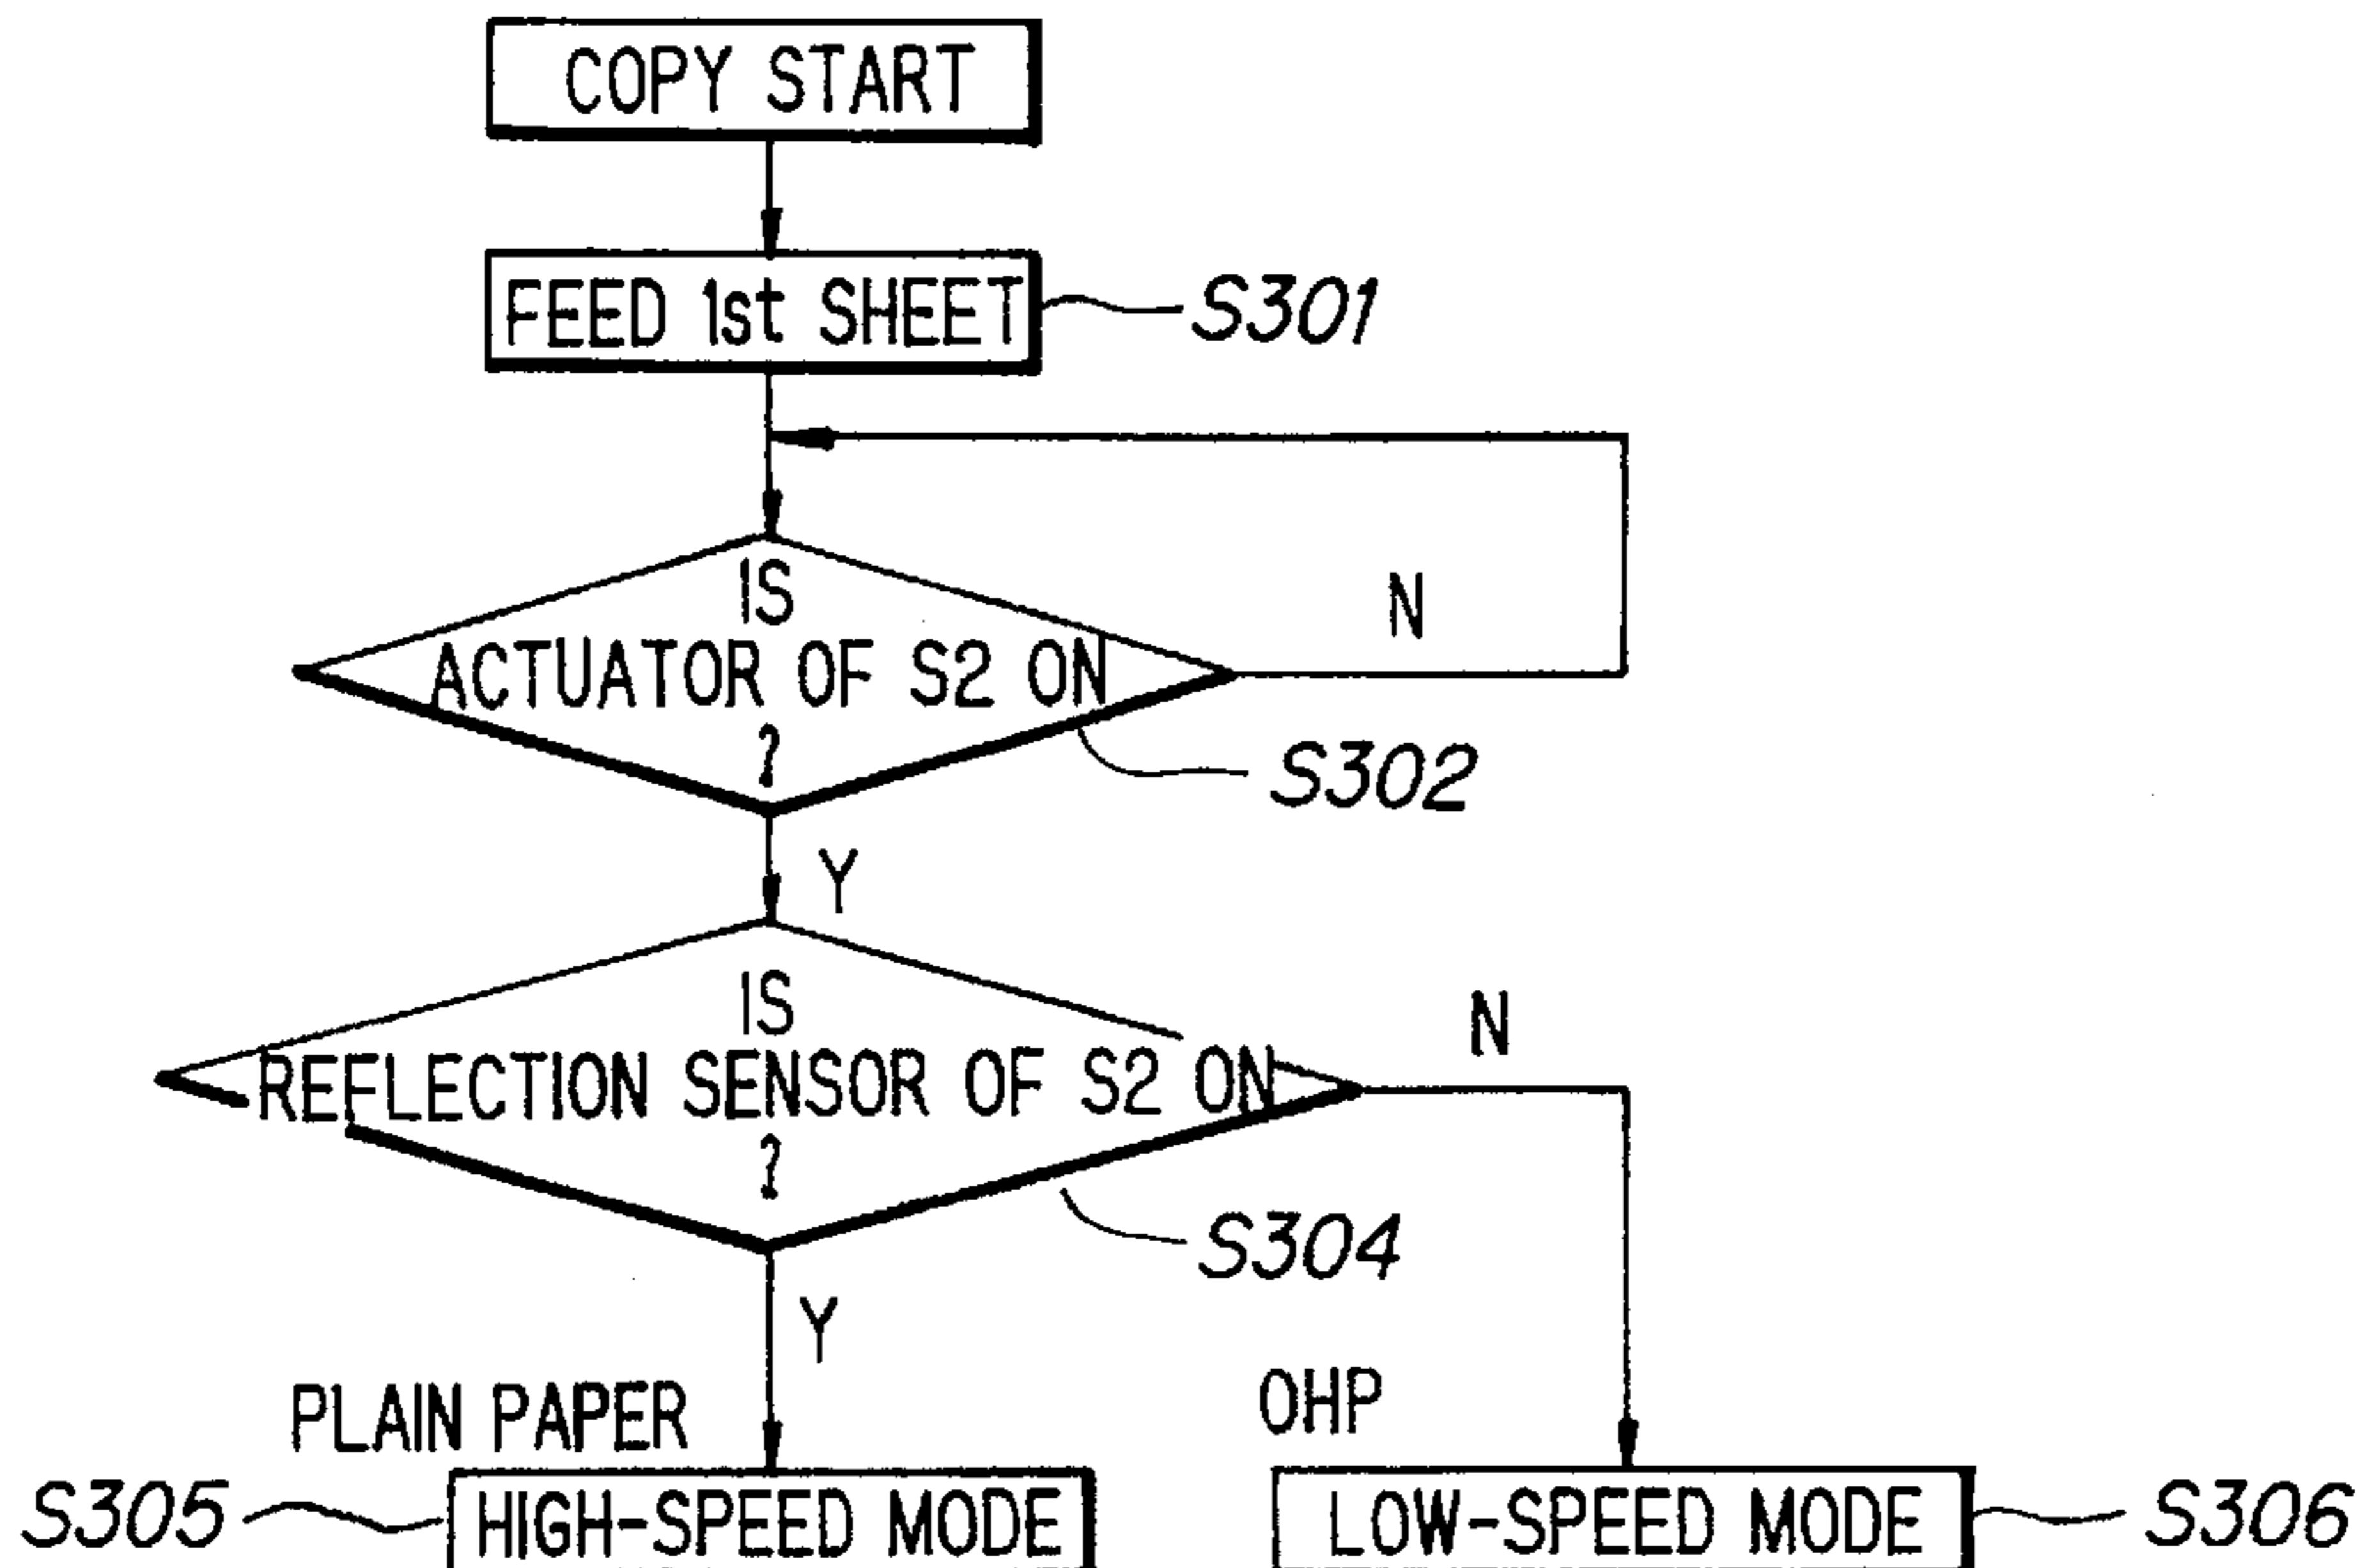 COPY START
FEED 1st SHEET
S301
IS
ACTUATOR OF S2 ON
?
N
S302
Y
IS
REFLECTION SENSOR OF S2 ON
?
N
S304
Y
PLAIN PAPER
OHP
S305
HIGH-SPEED MODE
LOW-SPEED MODE
S306